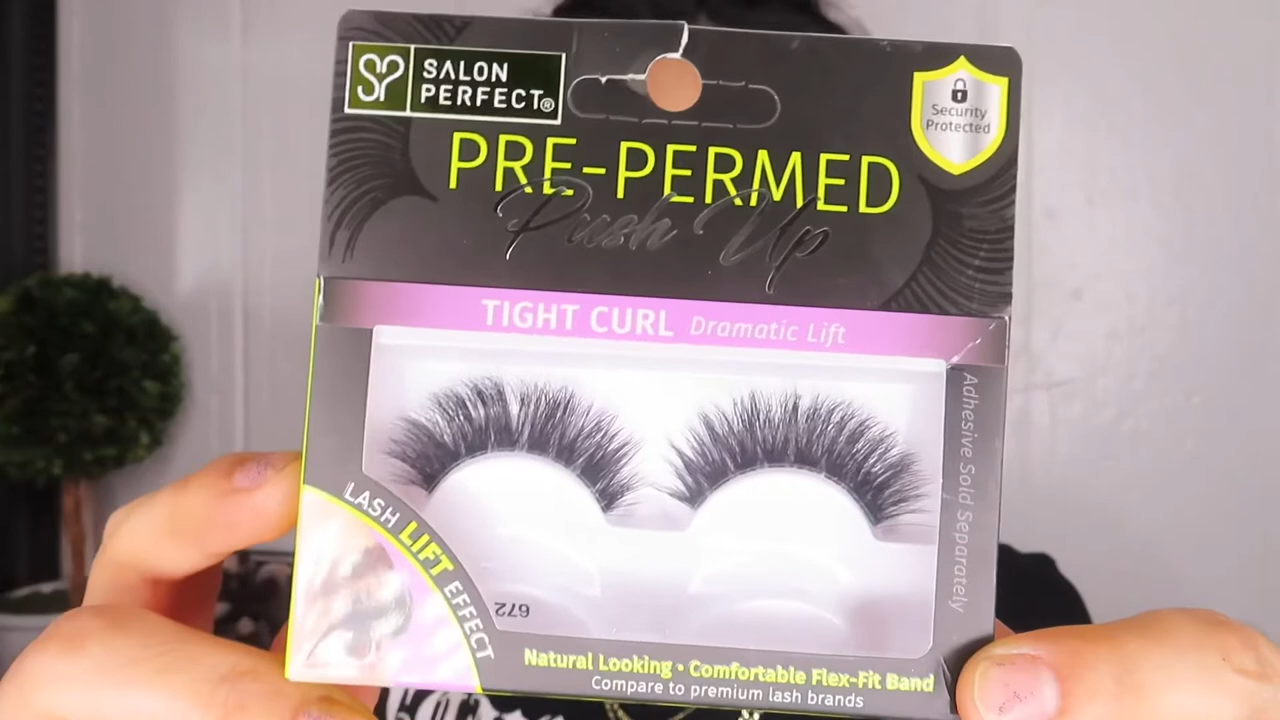 SP
SALON
PERFECT®
Security
Protected
PRE-PERMED
Push Up
TIGHT CURL Dramatic Lift
Adhesive Sold Separately
LASH LIFT EFFECT
672
Natural Looking • Comfortable Flex-Fit Band
Compare to premium lash brands